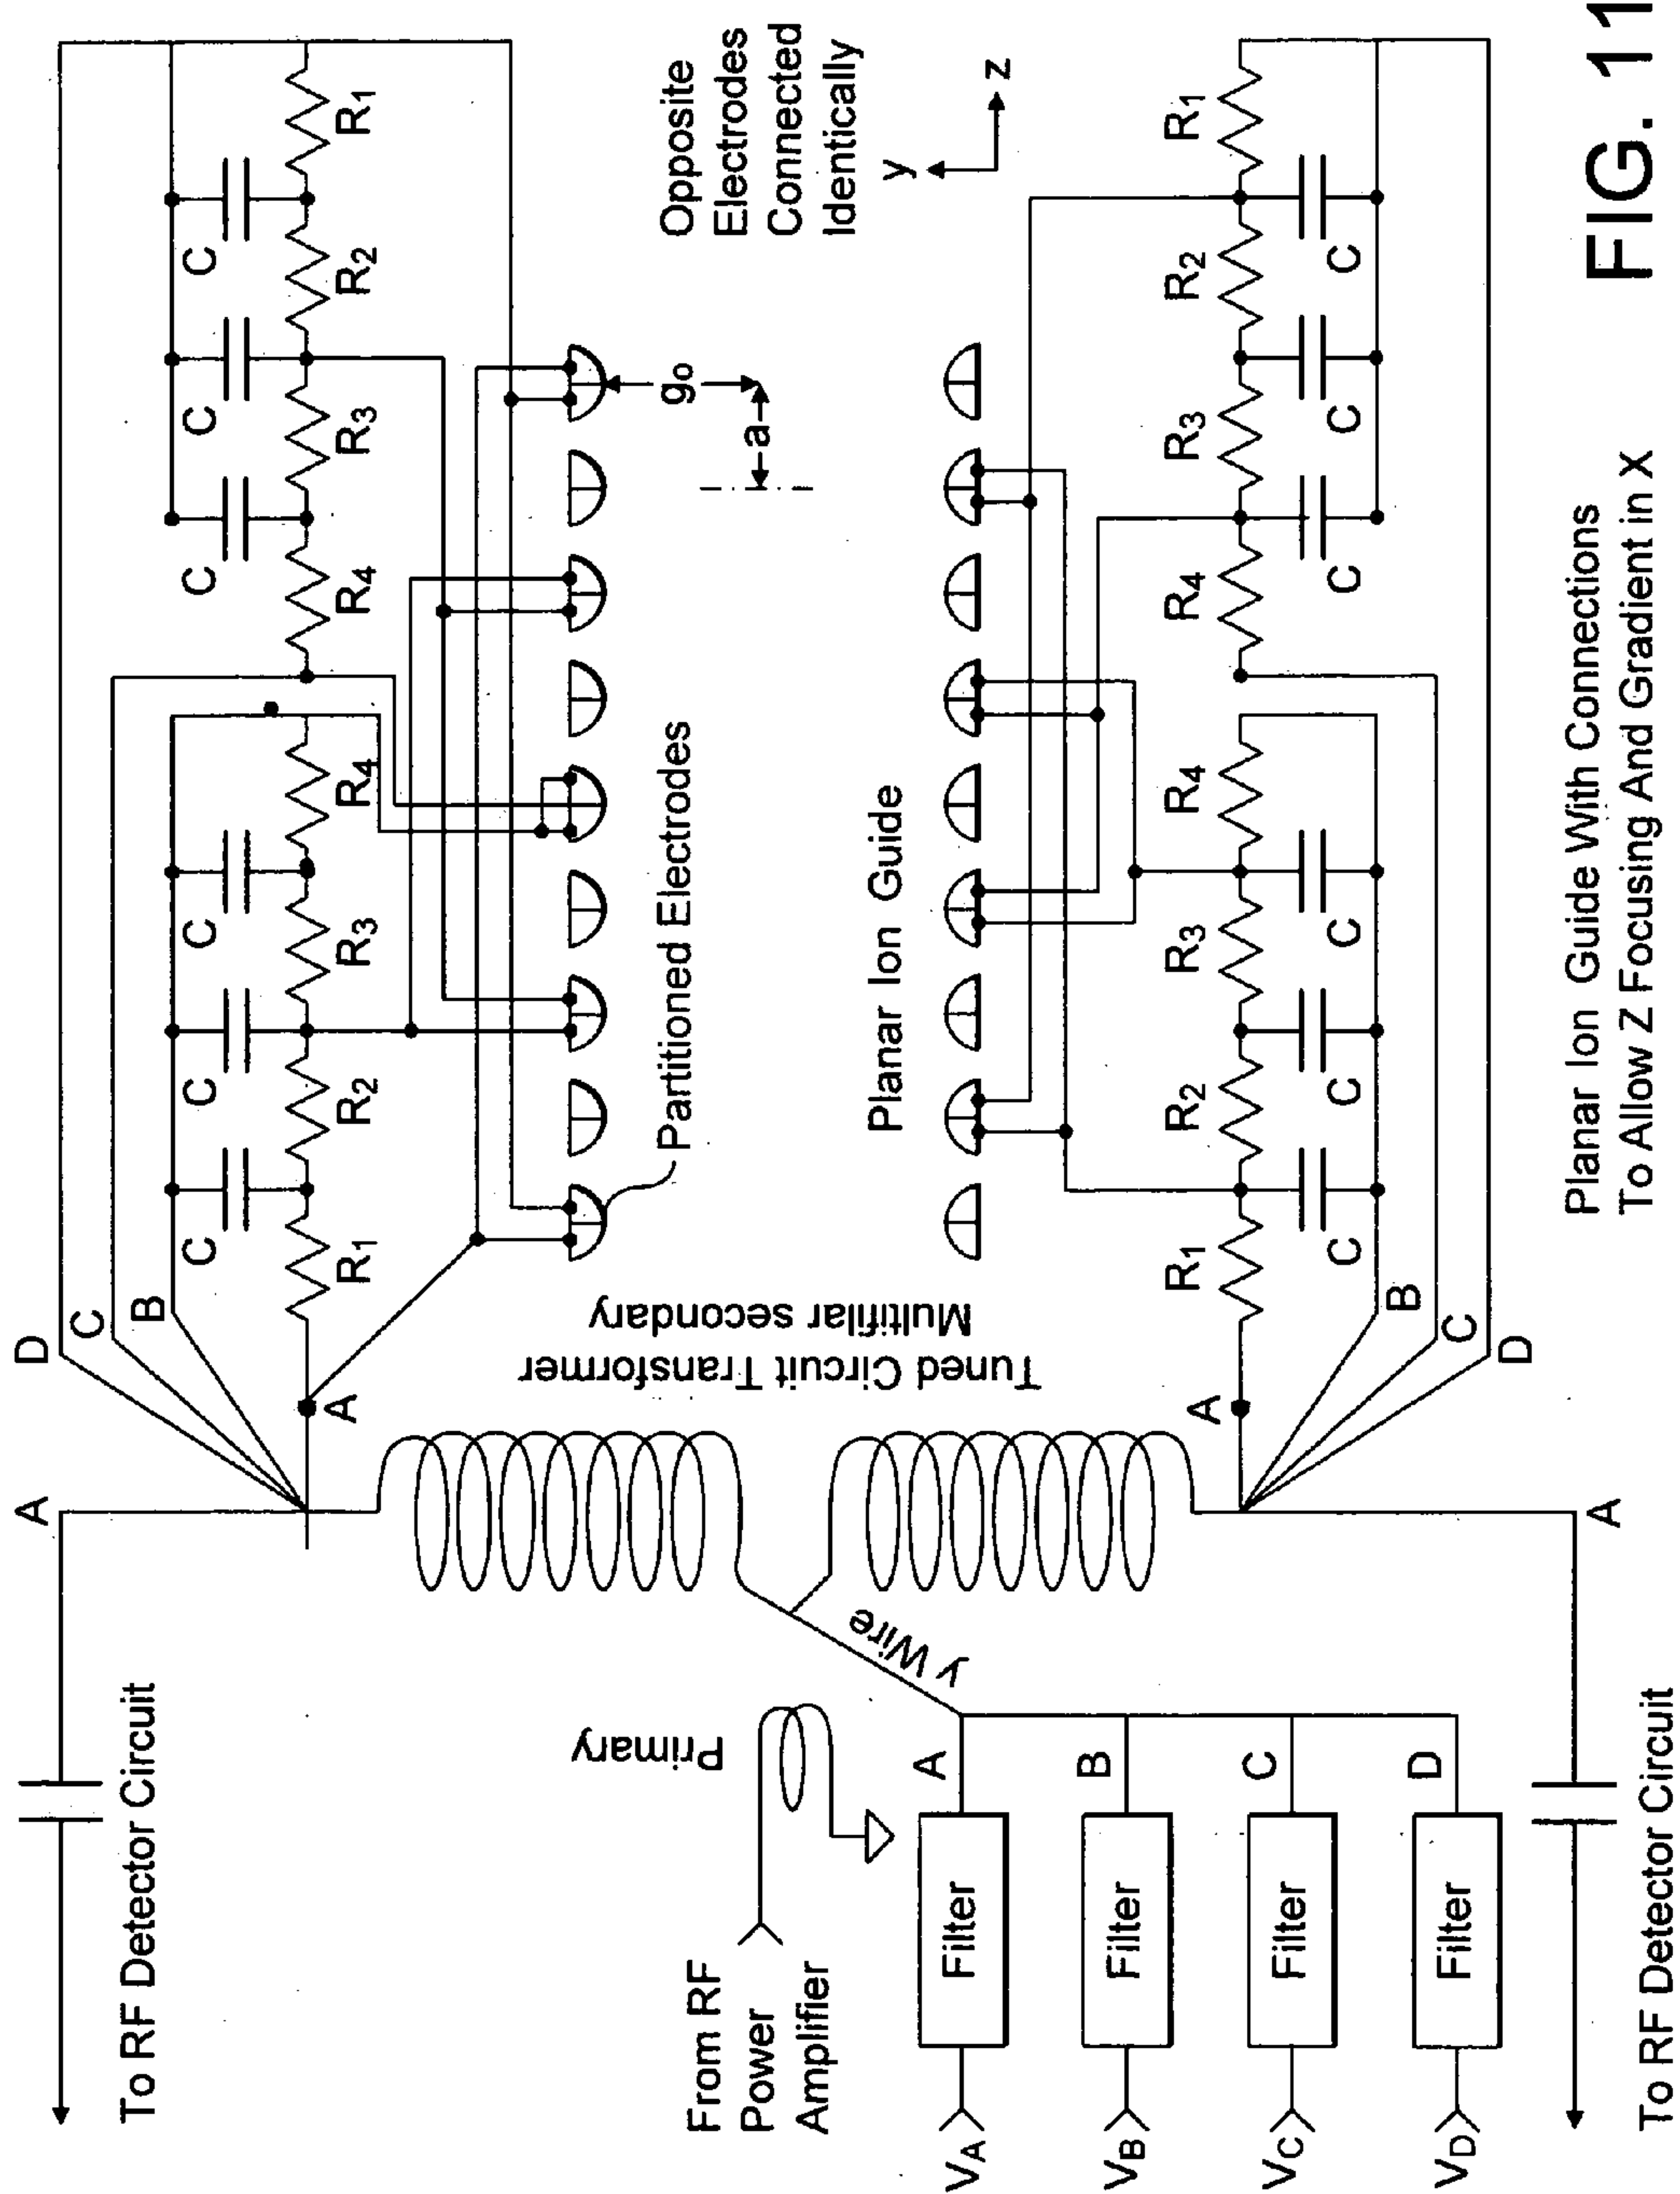 To RF Detector Circuit
A
D
C
B
A
C
C
C
C
C
C
R1
R2
R3
R4
R4
R3
R2
R1
Opposite
Electrodes
Connected
Identically
y
z
g0
a
Partitioned Electrodes
Tuned Circuit Transformer
Multifilar secondary
Planar Ion Guide
Primary
y Wire
From RF
Power
Amplifier
VA
Filter
A
VB
Filter
B
VC
Filter
C
VD
Filter
D
A
R1
R2
R3
R4
R4
R3
R2
R1
C
C
C
C
C
C
B
C
D
A
To RF Detector Circuit
Planar Ion Guide With Connections
To Allow Z Focusing And Gradient in X
FIG. 11